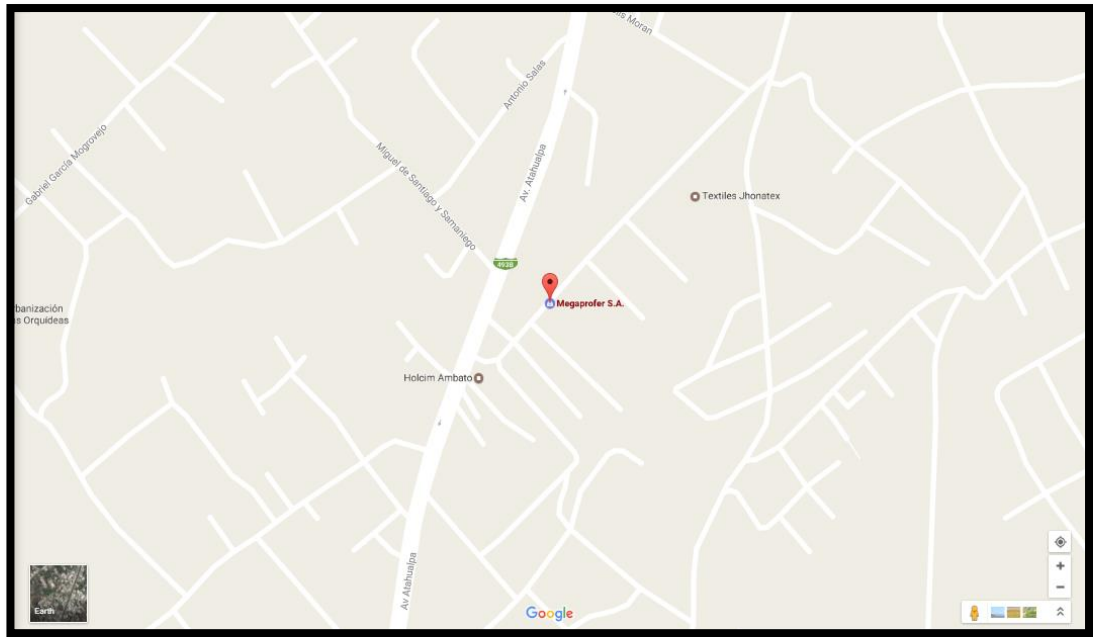 Moran
Antonio Salas
Gabriel García Mogrovejo
Miguel de Santiago y Samaniego
Av. Atahualpa
Textiles Jhonatex
Megaprofer S.A.
banización
s Orquídeas
Holcim Ambato
Av Atahualpa
Earth
Google